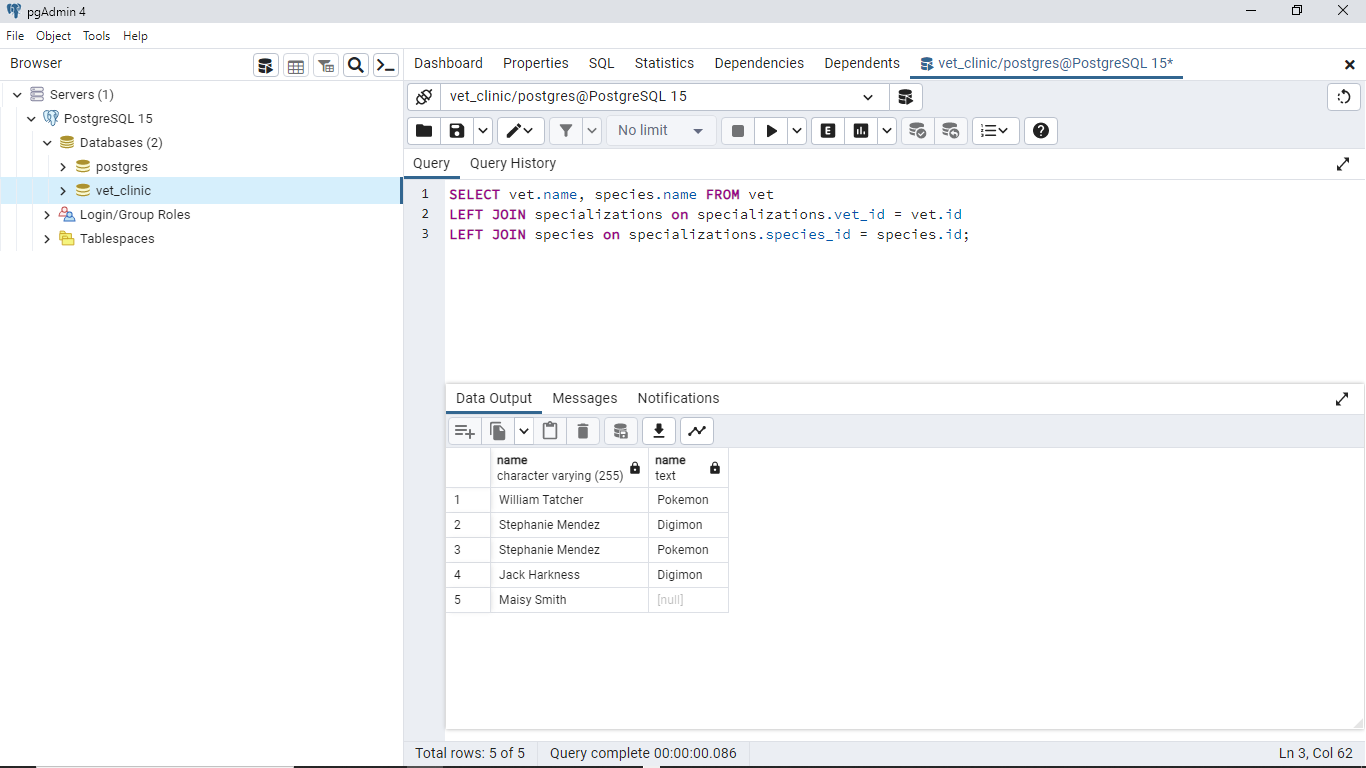 pgAdmin 4
File Object Tools Help
Browser
Dashboard Properties SQL Statistics Dependencies Dependents vet_clinic/postgres@PostgreSQL 15*
Servers (1)
PostgreSQL 15
Databases (2)
postgres
vet_clinic
Login/Group Roles
Tablespaces
vet_clinic/postgres@PostgreSQL 15
No limit
E
Query Query History
1 SELECT vet.name, species.name FROM vet
2 LEFT JOIN specializations on specializations.vet_id = vet.id
3 LEFT JOIN species on specializations.species_id = species.id;
Data Output Messages Notifications
name name
character varying (255) text
1 William Tatcher Pokemon
2 Stephanie Mendez Digimon
3 Stephanie Mendez Pokemon
4 Jack Harkness Digimon
5 Maisy Smith [null]
Total rows: 5 of 5 Query complete 00:00:00.086 Ln 3, Col 62